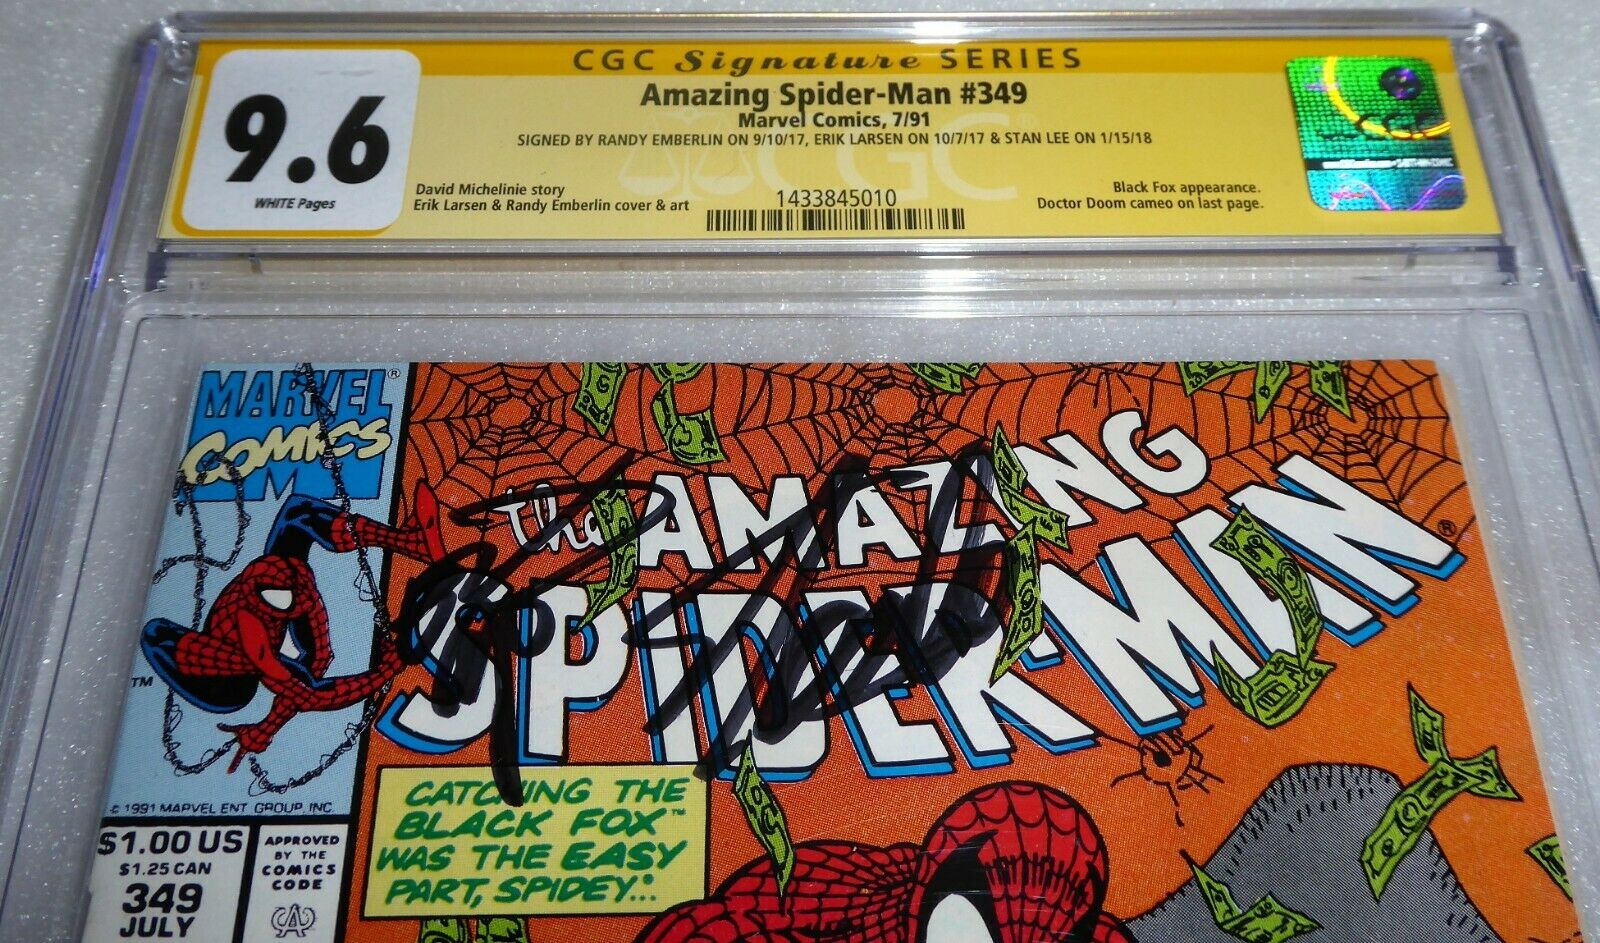 CGC Signature SERIES
Amazing Spider-Man #349
Marvel Comics, 7/91
SIGNED BY RANDY EMBERLIN ON 9/10/17, ERIK LARSEN ON 10/7/17 & STAN LEE ON 1/15/18
9.6
WHITE Pages
David Michelinie story
Erik Larsen & Randy Emberlin cover & art
CGC
1433845010
Black Fox appearance.
Doctor Doom cameo on last page.
MARVEL®
COMICS
M
the AMAZING
SPIDER-MAN®
TM
© 1991 MARVEL ENT. GROUP, INC.
CATCHING THE
BLACK FOX™
WAS THE EASY
PART, SPIDEY...
$1.00 US
$1.25 CAN
349
JULY
APPROVED
BY THE
COMICS
CODE